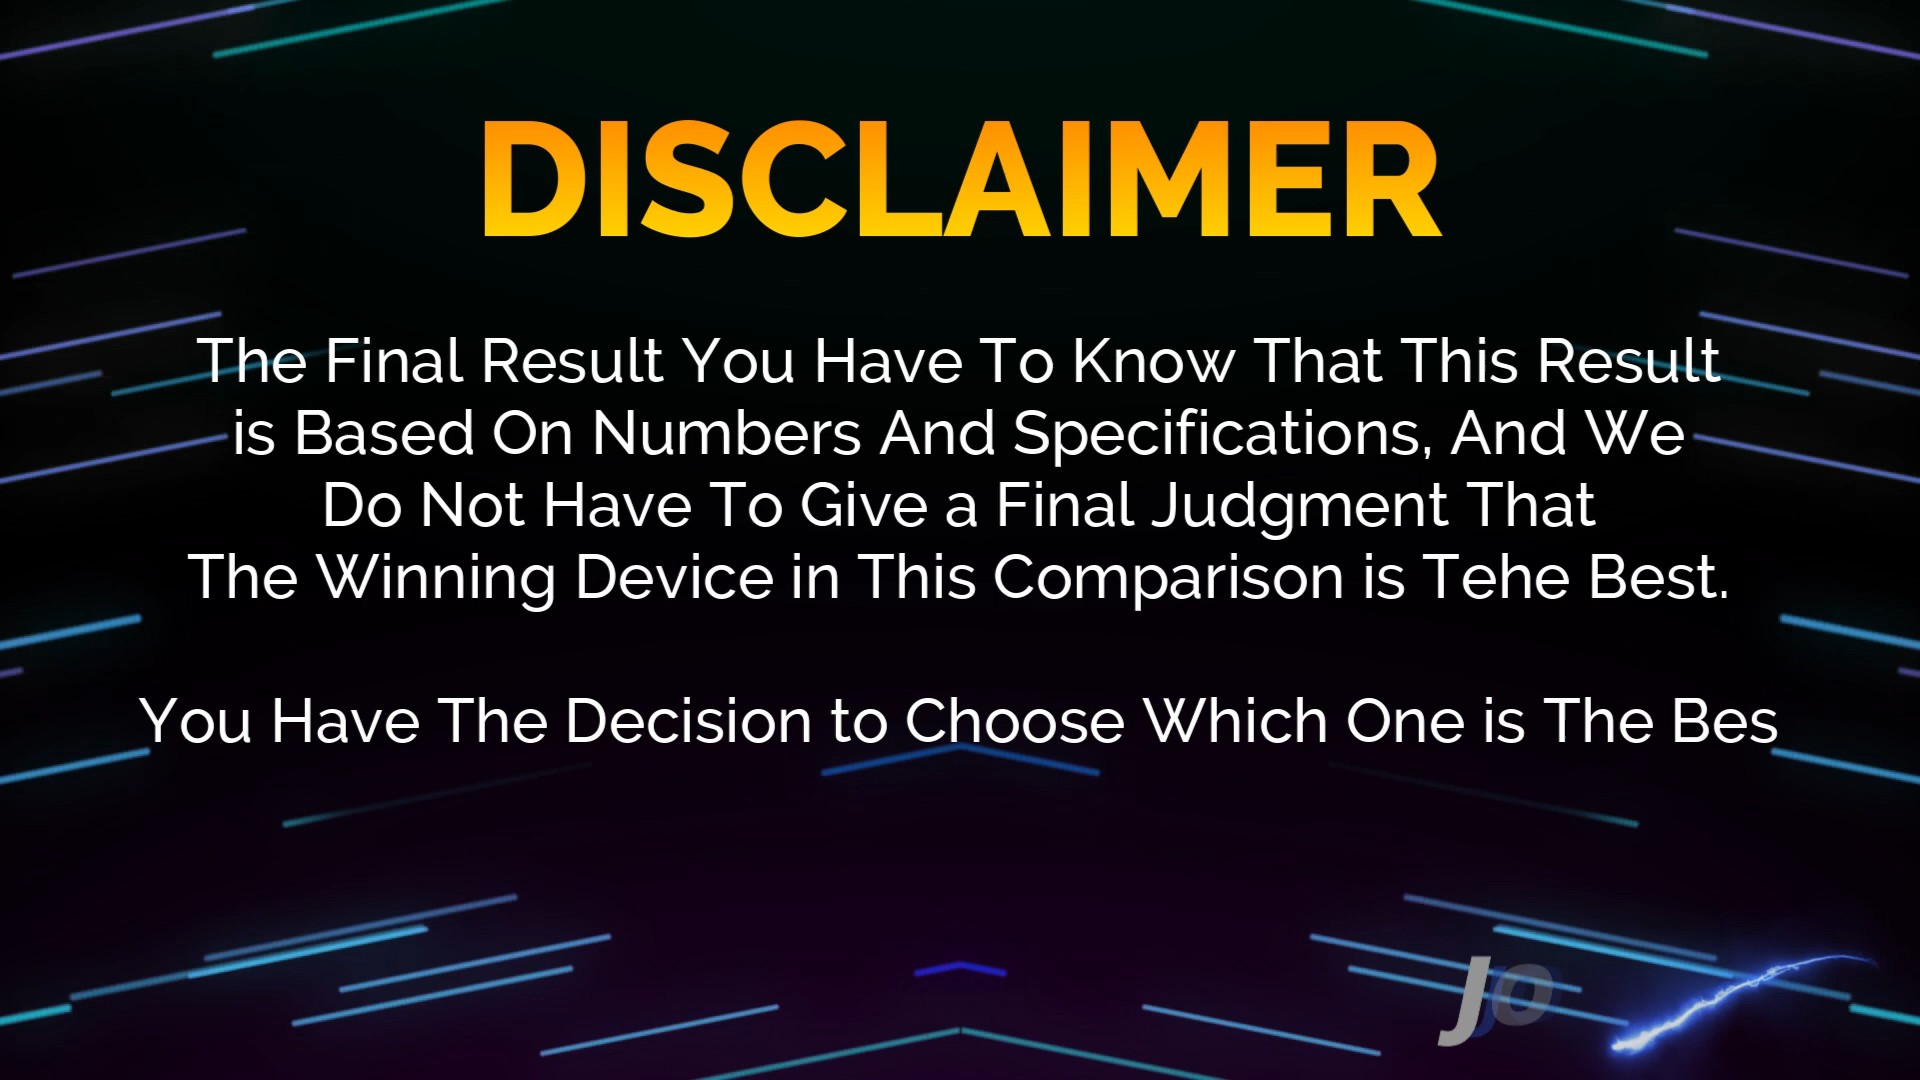 DISCLAIMER
The Final Result You Have To Know That This Result
is Based On Numbers And Specifications, And We
Do Not Have To Give a Final Judgment That
The Winning Device in This Comparison is Tehe Best.
You Have The Decision to Choose Which One is The Bes
JO